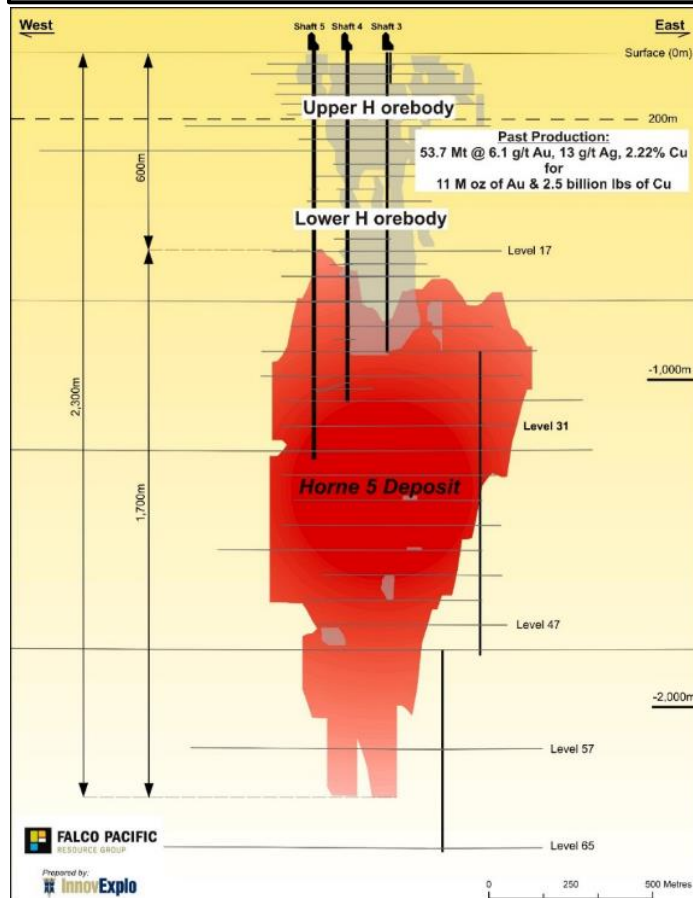 West
Shaft 5
Shaft 4
Shaft 3
East
Surface (0m)
Upper H orebody
200m
Past Production:
53.7 Mt @ 6.1 g/t Au, 13 g/t Ag, 2.22% Cu
for
11 M oz of Au & 2.5 billion lbs of Cu
600m
Lower H orebody
Level 17
-1,000m
2,300m
Level 31
1,700m
Horne 5 Deposit
Level 47
-2,000m
Level 57
FALCO PACIFIC
RESOURCE GROUP
Level 65
Prepared by:
InnovExplo
0 250 500 Metres